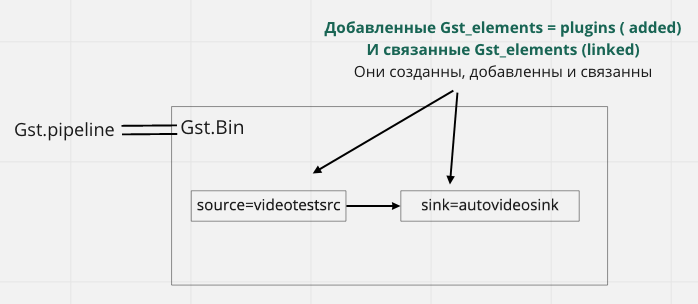 Добавленные Gst_elements = plugins ( added)
И связанные Gst_elements (linked)
Они созданны, добавленны и связанны
Gst.pipeline
Gst.Bin
source=videotestsrc
sink=autovideosink